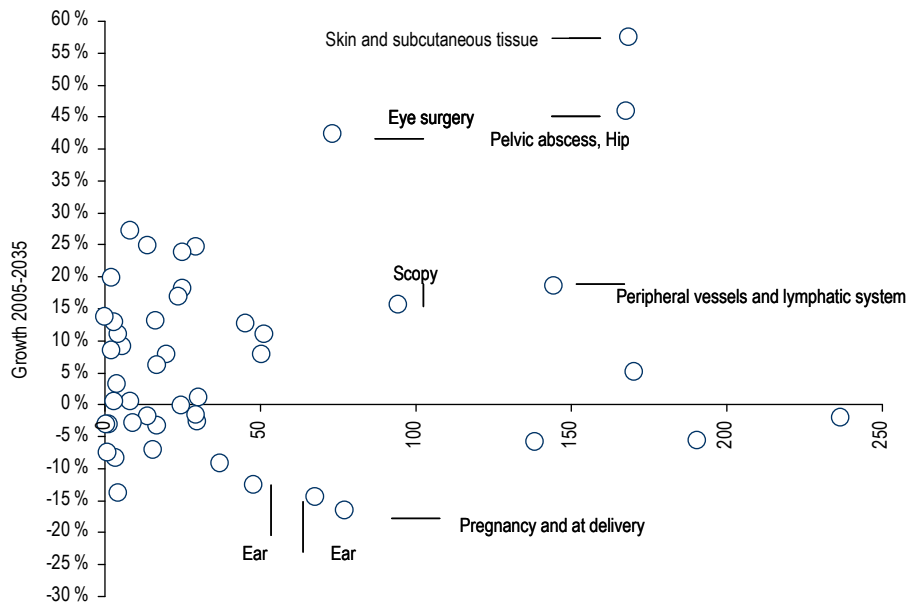 60 %
Skin and subcutaneous tissue
55 %
50 %
45 %
Eye surgery
Pelvic abscess, Hip
40 %
35 %
30 %
25 %
Growth 2005-2035
20 %
Scopy
Peripheral vessels and lymphatic system
15 %
10 %
5 %
0 %
0
50
100
150
200
250
-5 %
-10 %
-15 %
-20 %
Pregnancy and at delivery
Ear
Ear
-25 %
-30 %